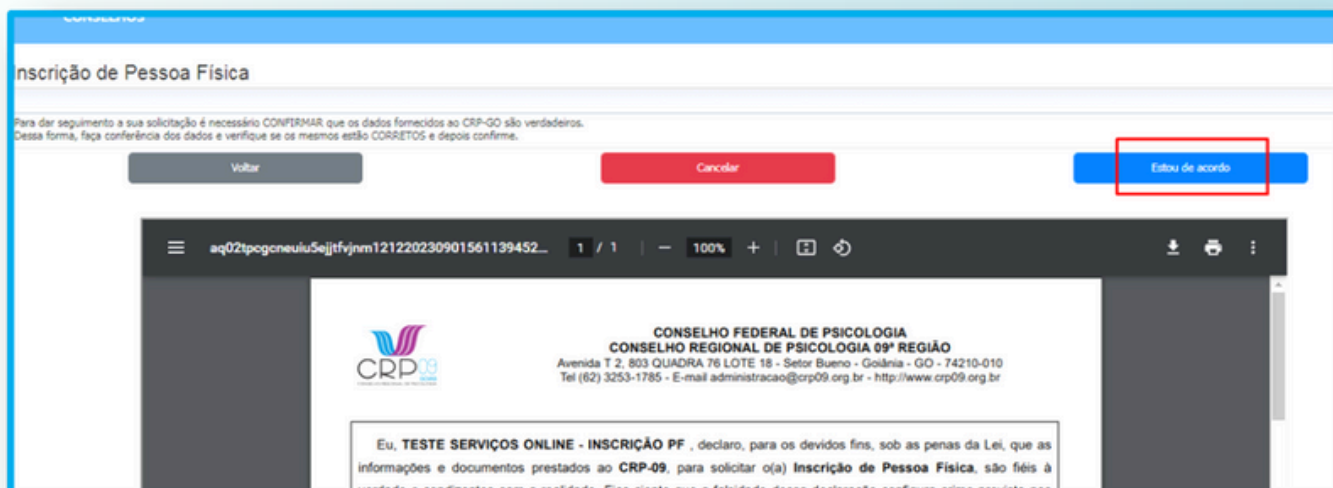 CONSELHOS
Inscrição de Pessoa Física
Para dar seguimento a sua solicitação é necessário CONFIRMAR que os dados fornecidos ao CRP-GO são verdadeiros.
Dessa forma, faça conferência dos dados e verifique se os mesmos estão CORRETOS e depois confirme.
Voltar
Cancelar
Estou de acordo
1 / 1
100%
CONSELHO FEDERAL DE PSICOLOGIA
CONSELHO REGIONAL DE PSICOLOGIA 09ª REGIÃO
Avenida T 2, 803 QUADRA 76 LOTE 18 - Setor Bueno - Goiânia - GO - 74210-010
Tel (62) 3253-1785 - E-mail administracao@crp09.org.br - http://www.crp09.org.br
CRP09
Eu, TESTE SERVIÇOS ONLINE - INSCRIÇÃO PF , declaro, para os devidos fins, sob as penas da Lei, que as
informações e documentos prestados ao CRP-09, para solicitar o(a) Inscrição de Pessoa Física, são fiéis à